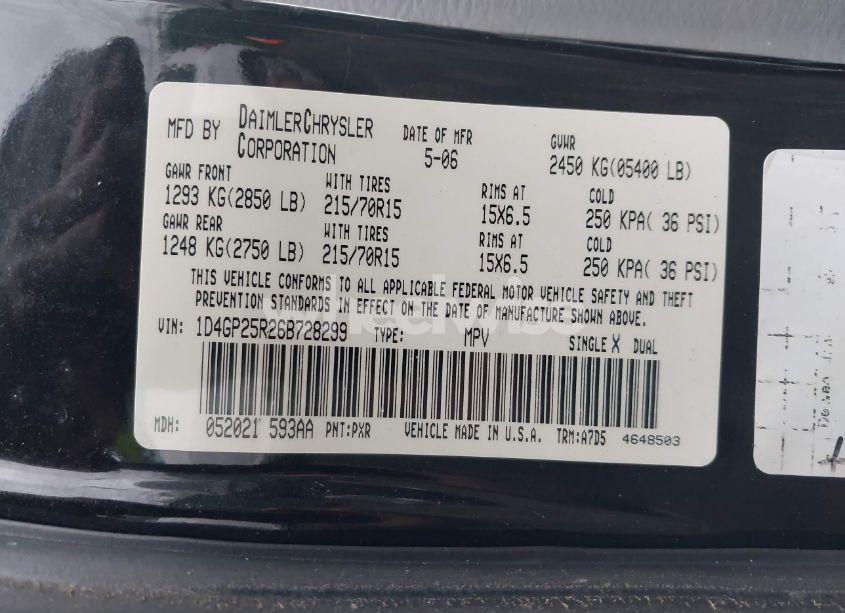 MFD BY DAIMLERCHRYSLER CORPORATION
DATE OF MFR 5-06
GVWR 2450 KG(05400 LB)
GAWR FRONT WITH TIRES RIMS AT COLD
1293 KG(2850 LB) 215/70R15 15X6.5 250 KPA( 36 PSI)
GAWR REAR WITH TIRES RIMS AT COLD
1248 KG(2750 LB) 215/70R15 15X6.5 250 KPA( 36 PSI)
THIS VEHICLE CONFORMS TO ALL APPLICABLE FEDERAL MOTOR VEHICLE SAFETY AND THEFT
PREVENTION STANDARDS IN EFFECT ON THE DATE OF MANUFACTURE SHOWN ABOVE.
VIN: 1D4GP25R26B728299 TYPE: MPV SINGLE X DUAL
MDH: 052021 593AA PNT:PXR VEHICLE MADE IN U.S.A. TRM:A7D5 4648503